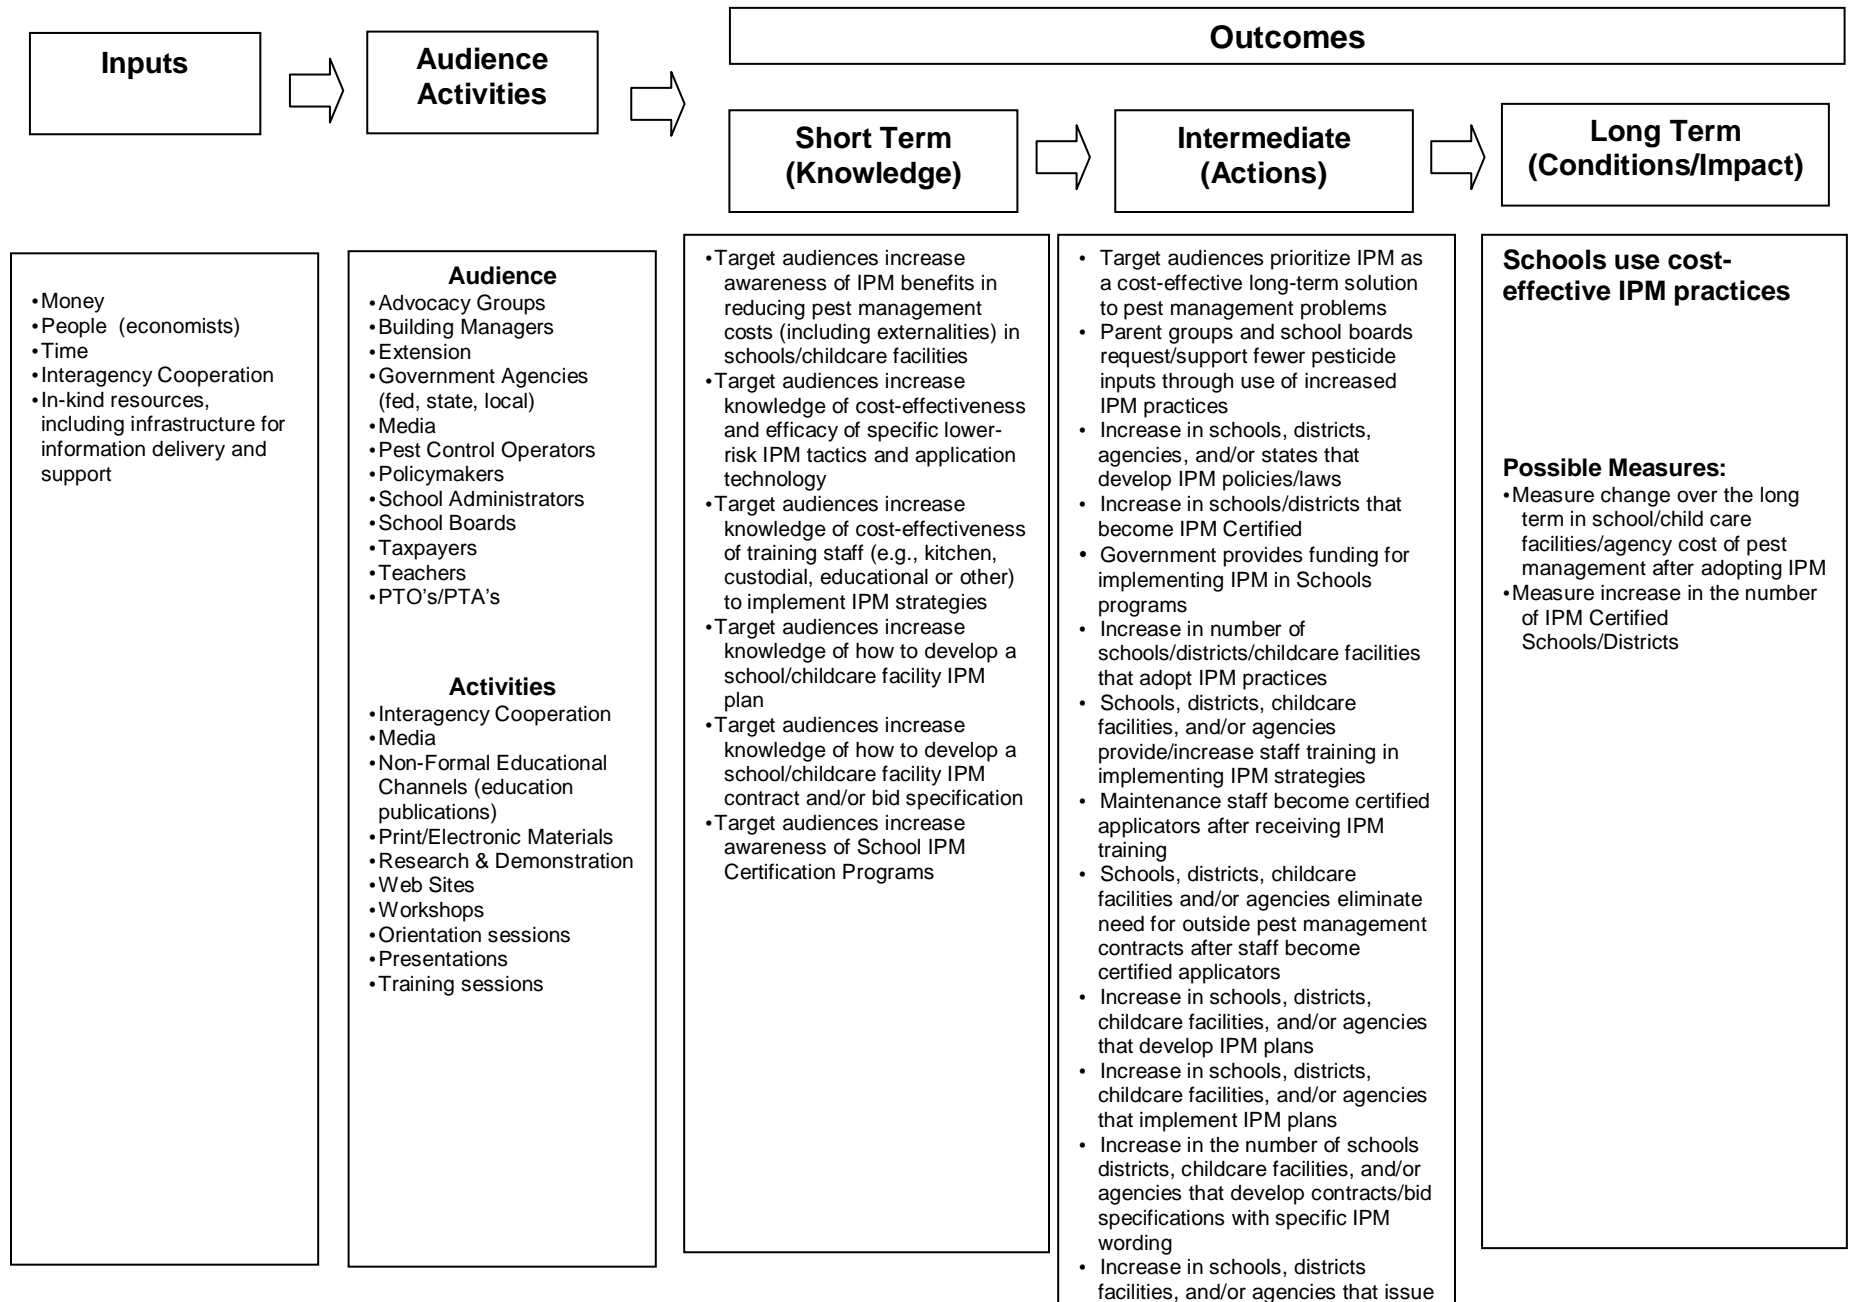 Inputs
Audience
Activities
Outcomes
Short Term
(Knowledge)
Intermediate
(Actions)
Long Term
(Conditions/Impact)
•Money
•People  (economists)
•Time
•Interagency Cooperation
•In-kind resources,
including infrastructure for
information delivery and
support
Audience
•Advocacy Groups
•Building Managers
•Extension
•Government Agencies
(fed, state, local)
•Media
•Pest Control Operators
•Policymakers
•School Administrators
•School Boards
•Taxpayers
•Teachers
•PTO's/PTA's
Activities
•Interagency Cooperation
•Media
•Non-Formal Educational
Channels (education
publications)
•Print/Electronic Materials
•Research & Demonstration
•Web Sites
•Workshops
•Orientation sessions
•Presentations
•Training sessions
•Target audiences increase
awareness of IPM benefits in
reducing pest management
costs (including externalities) in
schools/childcare facilities
•Target audiences increase
knowledge of cost-effectiveness
and efficacy of specific lower-
risk IPM tactics and application
technology
•Target audiences increase
knowledge of cost-effectiveness
of training staff (e.g., kitchen,
custodial, educational or other)
to implement IPM strategies
•Target audiences increase
knowledge of how to develop a
school/childcare facility IPM
plan
•Target audiences increase
knowledge of how to develop a
school/childcare facility IPM
contract and/or bid specification
•Target audiences increase
awareness of School IPM
Certification Programs
• Target audiences prioritize IPM as
a cost-effective long-term solution
to pest management problems
• Parent groups and school boards
request/support fewer pesticide
inputs through use of increased
IPM practices
• Increase in schools, districts,
agencies, and/or states that
develop IPM policies/laws
• Increase in schools/districts that
become IPM Certified
• Government provides funding for
implementing IPM in Schools
programs
• Increase in number of
schools/districts/childcare facilities
that adopt IPM practices
• Schools, districts, childcare
facilities, and/or agencies
provide/increase staff training in
implementing IPM strategies
• Maintenance staff become certified
applicators after receiving IPM
training
• Schools, districts, childcare
facilities and/or agencies eliminate
need for outside pest management
contracts after staff become
certified applicators
• Increase in schools, districts,
childcare facilities, and/or agencies
that develop IPM plans
• Increase in schools, districts,
childcare facilities, and/or agencies
that implement IPM plans
• Increase in the number of schools
districts, childcare facilities, and/or
agencies that develop contracts/bid
specifications with specific IPM
wording
• Increase in schools, districts
facilities, and/or agencies that issue
Schools use cost-
effective IPM practices
Possible Measures:
•Measure change over the long
term in school/child care
facilities/agency cost of pest
management after adopting IPM
•Measure increase in the number
of IPM Certified
Schools/Districts